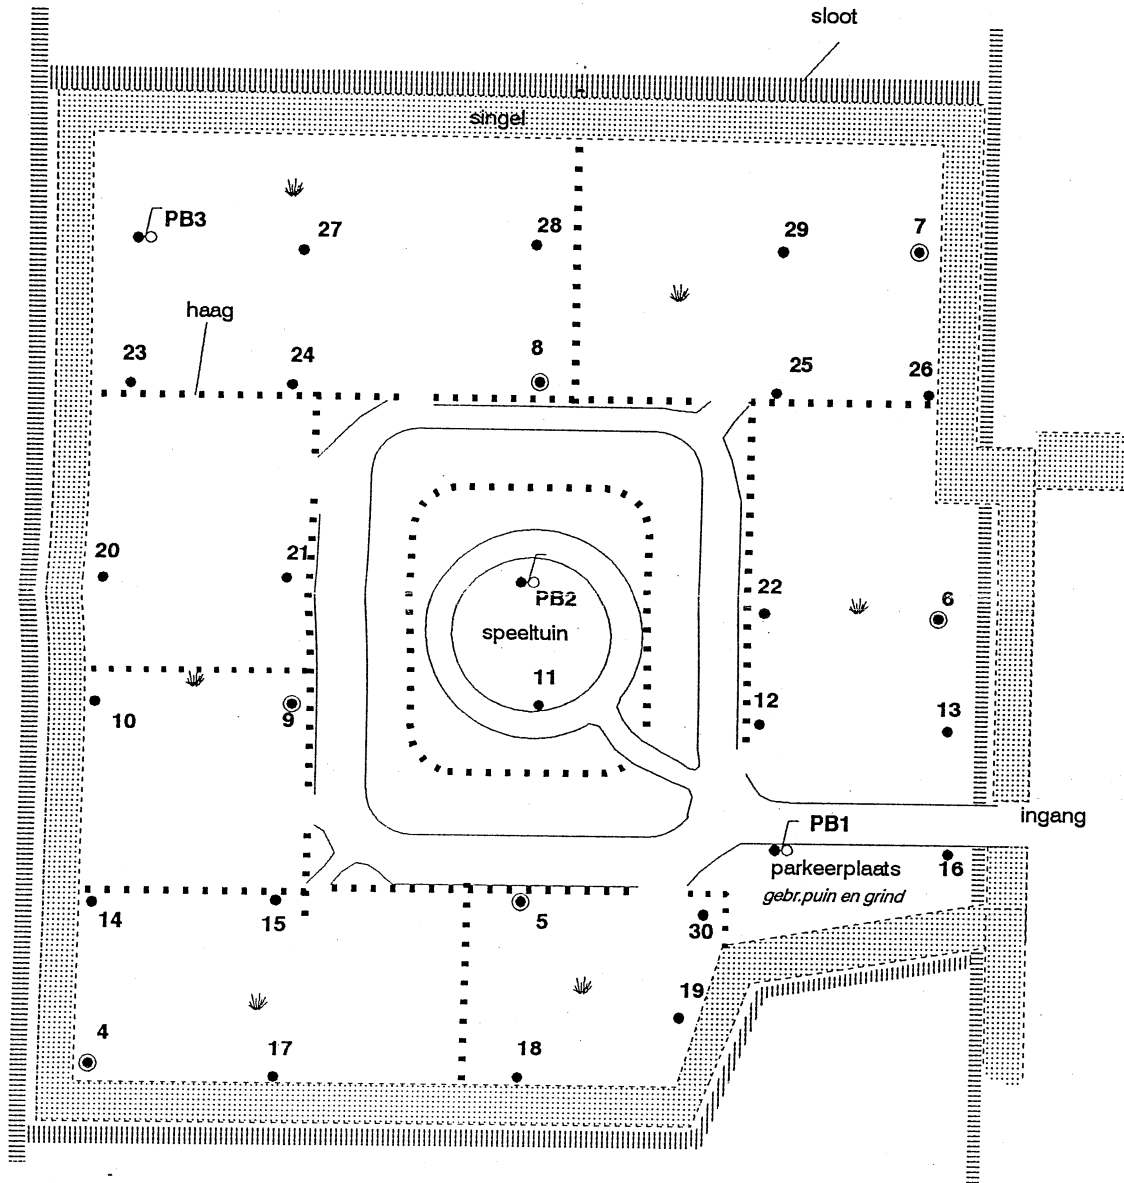 sloot
singel
PB3
27
28
29
7
haag
23
24
8
25
26
20
21
PB2
22
6
speeltuin
11
10
9
12
13
PB1
ingang
parkeerplaats
16
gebr.puin en grind
14
15
5
30
19
4
17
18